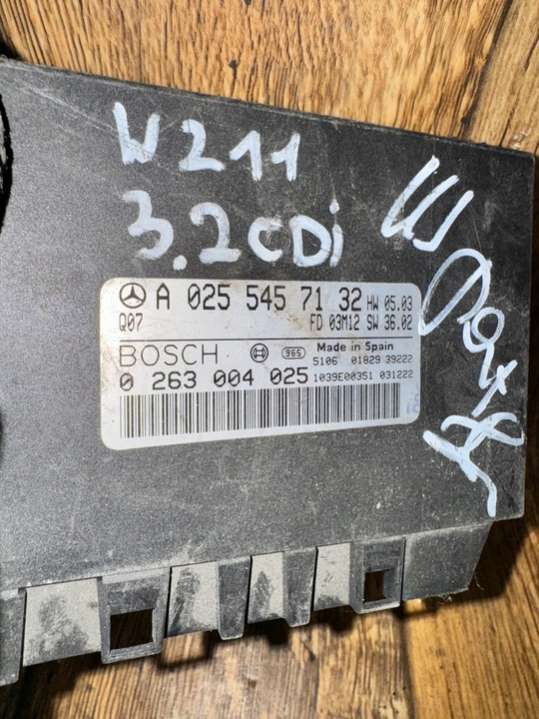 W211
3.2CDi
A 025 545 71 32 HW 05.03
Q07 FD 03M12 SW 36.02
BOSCH 965 Made in Spain
5106 01829 39222
0 263 004 025 1039E00351 031222